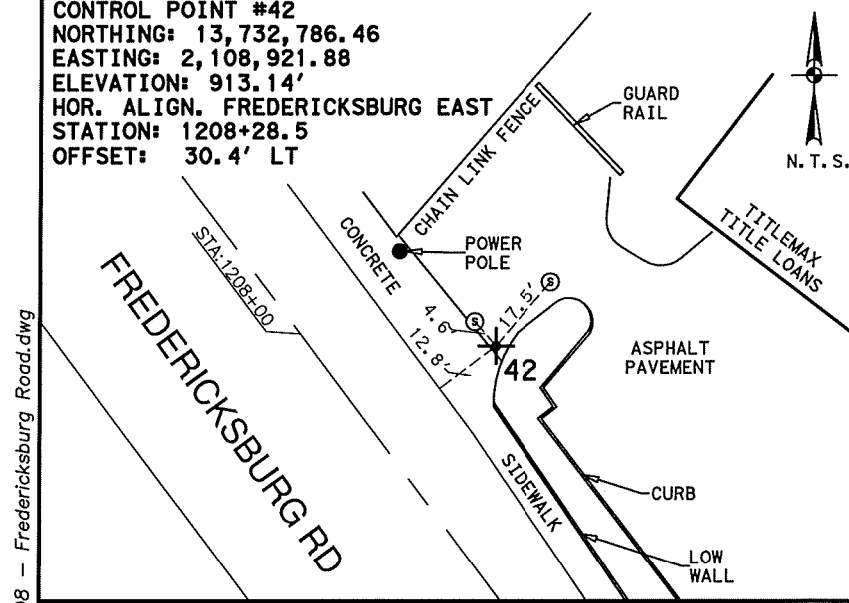 CONTROL POINT #42
NORTHING: 13,732,786.46
EASTING: 2,108,921.88
ELEVATION: 913.14'
HOR. ALIGN. FREDERICKSBURG EAST
STATION: 1208+28.5
OFFSET: 30.4' LT
GUARD
RAIL
N.T.S.
CHAIN LINK FENCE
TITLEMAX
TITLE LOANS
CONCRETE
POWER
POLE
STA:1208+00
S
17.5'
S
4.6'
12.8'
42
ASPHALT
PAVEMENT
FREDERICKSBURG RD
SIDEWALK
CURB
LOW
WALL
08 – Fredericksburg Road.dwg